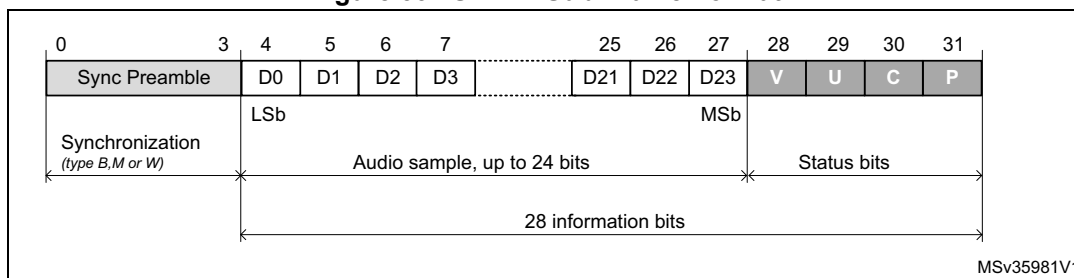 0 3 4 5 6 7 25 26 27 28 29 30 31
Sync Preamble D0 D1 D2 D3 D21 D22 D23 V U C P
LSb MSb
Synchronization
(type B,M or W) Audio sample, up to 24 bits Status bits
28 information bits
MSv35981V1